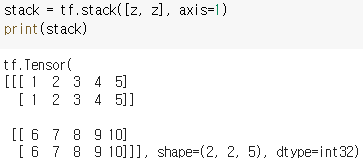 stack = tf.stack([z, z], axis=1)
print(stack)
tf.Tensor(
[[[ 1  2  3  4  5]
  [ 1  2  3  4  5]]

 [[ 6  7  8  9 10]
  [ 6  7  8  9 10]]], shape=(2, 2, 5), dtype=int32)